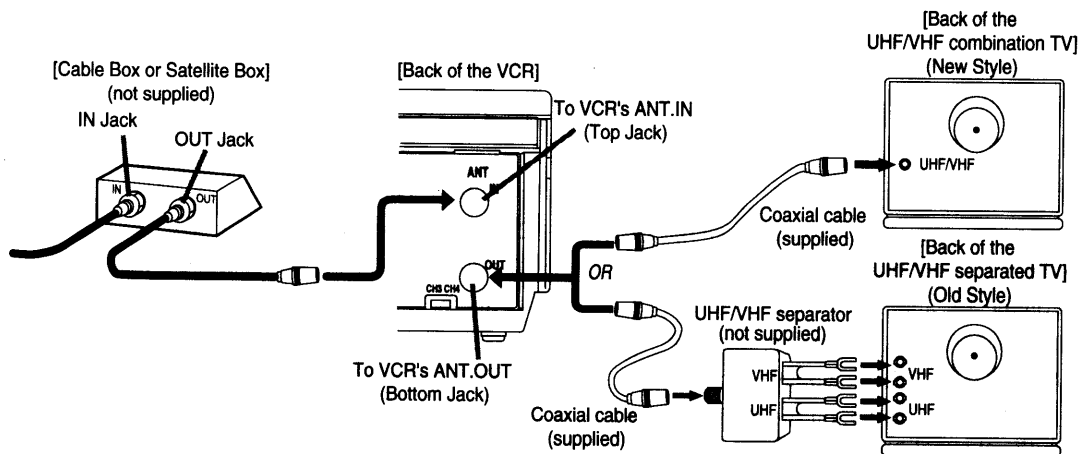 [Cable Box or Satellite Box]
(not supplied)
IN Jack
OUT Jack
IN
OUT
[Back of the VCR]
To VCR's ANT.IN
(Top Jack)
ANT
IN
OUT
CH3 CH4
To VCR's ANT.OUT
(Bottom Jack)
OR
Coaxial cable
(supplied)
[Back of the
UHF/VHF combination TV]
(New Style)
UHF/VHF
Coaxial cable
(supplied)
UHF/VHF separator
(not supplied)
VHF
UHF
[Back of the
UHF/VHF separated TV]
(Old Style)
VHF
UHF